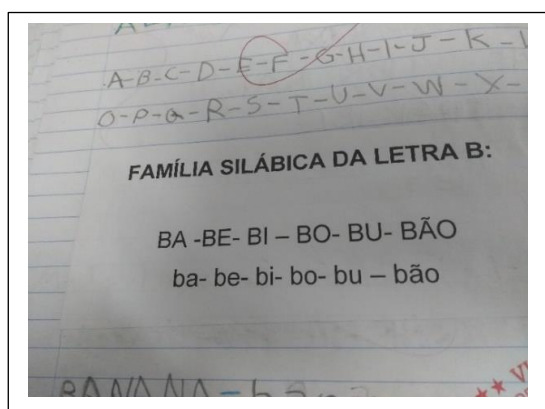 A-B-C-D-E-F-G-H-I-J-K-
O-P-Q-R-S-T-U-V-W-X-
FAMÍLIA SILÁBICA DA LETRA B:
BA -BE- BI – BO- BU- BÃO
ba- be- bi- bo- bu – bão
BANANA-